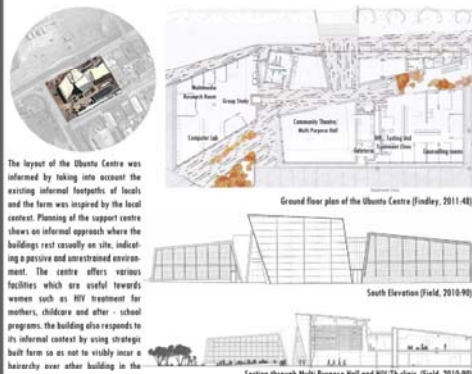 The layout of the Ubuntu Centre was
informed by taking into account the
existing informal footpaths of locals
and the form was inspired by the local
context. Planning of the support centre
shows an informal approach where the
buildings rest casually on site, indicat-
ing a passive and unrestrained environ-
ment. The centre offers various
facilities which are useful towards
women such as HIV treatment for
mothers, childcare and after - school
programs. the building also responds to
its informal context by using strategic
built form so as not to visibly incur a
heirarchy over other building in the
Multimedia
Research Room
Group Study
Computer Lab
Community Theatre/
Multi Purpose Hall
HIV, Testing and
Treatment Clinic
Cafeteria
Counselling rooms
Ground floor plan of the Ubuntu Centre (Findley, 2011:48)
South Elevation (Field, 2010:90)
Section through Multi Purpose Hall and HIV/Tb clinic (Field, 2010:90)